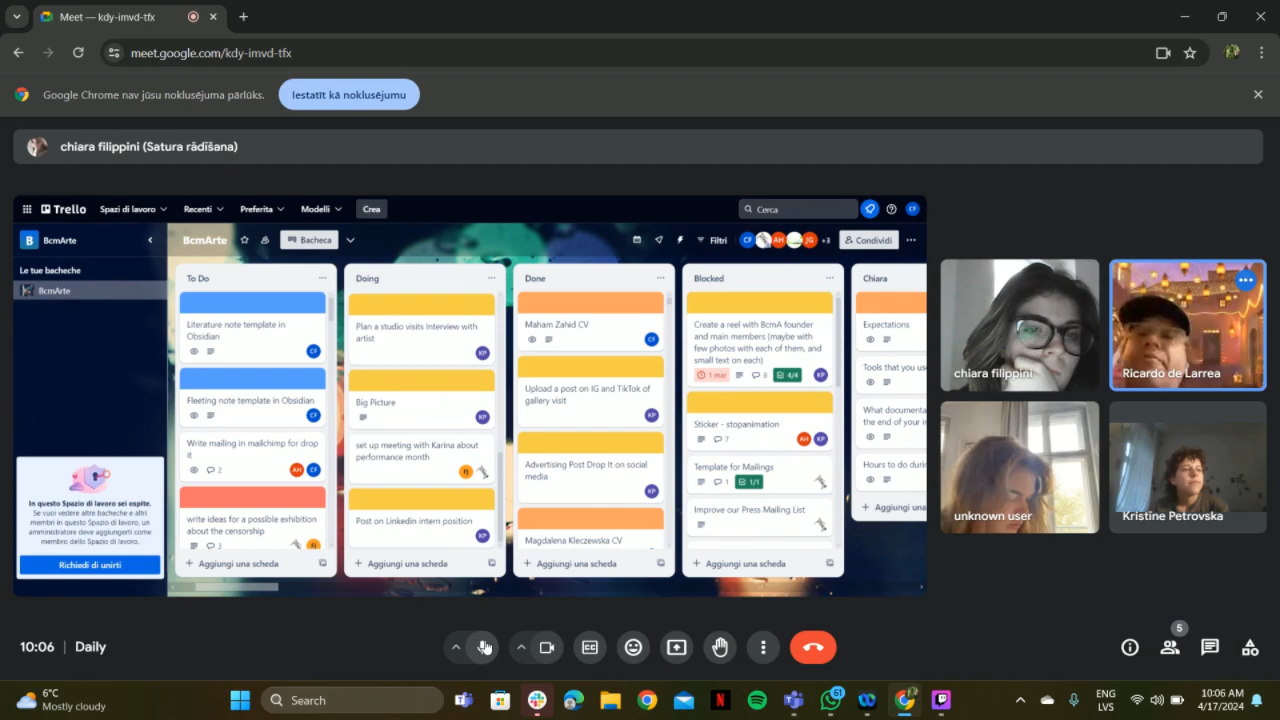 Meet — kdy-imvd-tfx
meet.google.com/kdy-imvd-tfx
Google Chrome nav jūsu noklusējuma pārlūks.
Iestatīt kā noklusējumu
chiara filippini (Satura rādīšana)
Trello
Spazi di lavoro
Recenti
Preferita
Modelli
Crea
Cerca
CF
B
BcmArte
BcmArte
Bacheca
Filtri
CF
AH
JG
+3
Condividi
Le tue bacheche
BcmArte
In questo Spazio di lavoro sei ospite.
Se vuoi vedere altre bacheche e altri
membri in questo Spazio di lavoro, un
amministratore deve aggiungerti come
membro dello Spazio di lavoro.
Richiedi di unirti
To Do
Literature note template in
Obsidian
CF
Fleeting note template in Obsidian
CF
Write mailing in mailchimp for drop
it
2
AH
CF
write ideas for a possible exhibition
about the censorship
3
Aggiungi una scheda
Doing
Plan a studio visits Interview with
artist
KP
Big Picture
KP
set up meeting with Karina about
performance month
Post on Linkedin intern position
KP
Aggiungi una scheda
Done
Maham Zahid CV
CF
Upload a post on IG and TikTok of
gallery visit
KP
Advertising Post Drop It on social
media
KP
Magdalena Kleczewska CV
Aggiungi una scheda
Blocked
Create a reel with BcmA founder
and main members (maybe with
few photos with each of them, and
small text on each)
1 mar
8
4/4
KP
Sticker - stopanimation
7
AH
KP
Template for Mailings
1
1/1
Improve our Press Mailing List
Aggiungi una scheda
Chiara
Expectations
Tools that you us
What documenta
the end of your i
Hours to do durin
Aggiungi una
chiara filippini
Ricardo de Larrea
unknown user
Kristīne Petrovska
10:06
Daily
CC
5
6°C
Mostly cloudy
Search
61
ENG
LVS
10:06 AM
4/17/2024